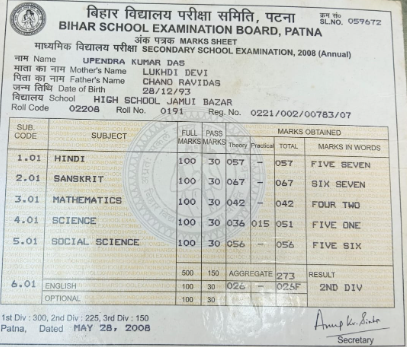 बिहार विद्यालय परीक्षा समिति, पटना
क्रम सं०
SL.NO. 057672
BIHAR SCHOOL EXAMINATION BOARD, PATNA
अंक पत्रक MARKS SHEET
माध्यमिक विद्यालय परीक्षा SECONDARY SCHOOL EXAMINATION, 2008 (Annual)
नाम Name UPENDRA KUMAR DAS
माता का नाम Mother's Name LUKHDI DEVI
पिता का नाम Father's Name CHANO RAVIDAS
जन्म तिथि Date of Birth 28/12/93
विद्यालय School HIGH SCHOOL JAMUI BAZAR
Roll Code 02208 Roll No. 0191 Reg. No. 0221/002/00783/07
SUB. CODE SUBJECT FULL MARKS PASS MARKS MARKS OBTAINED
Theory Practical TOTAL MARKS IN WORDS
1.01 HINDI 100 30 057 – 057 FIVE SEVEN
2.01 SANSKRIT 100 30 067 – 067 SIX SEVEN
3.01 MATHEMATICS 100 30 042 – 042 FOUR TWO
4.01 SCIENCE 100 30 036 015 051 FIVE ONE
5.01 SOCIAL SCIENCE 100 30 056 – 056 FIVE SIX
500 150 AGGREGATE 273 RESULT
6.01 ENGLISH 100 30 026 – 026F 2ND DIV
OPTIONAL 100 30
1st Div : 300, 2nd Div : 225, 3rd Div : 150
Patna, Dated MAY 28, 2008
Secretary